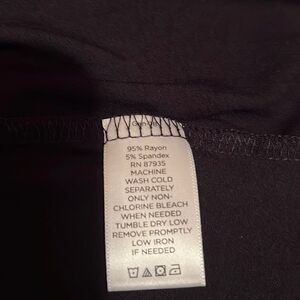 95% Rayon
5% Spandex
RN 87935
MACHINE
WASH COLD
SEPARATELY
ONLY NON-
CHLORINE BLEACH
WHEN NEEDED
TUMBLE DRY LOW
REMOVE PROMPTLY
LOW IRON
IF NEEDED